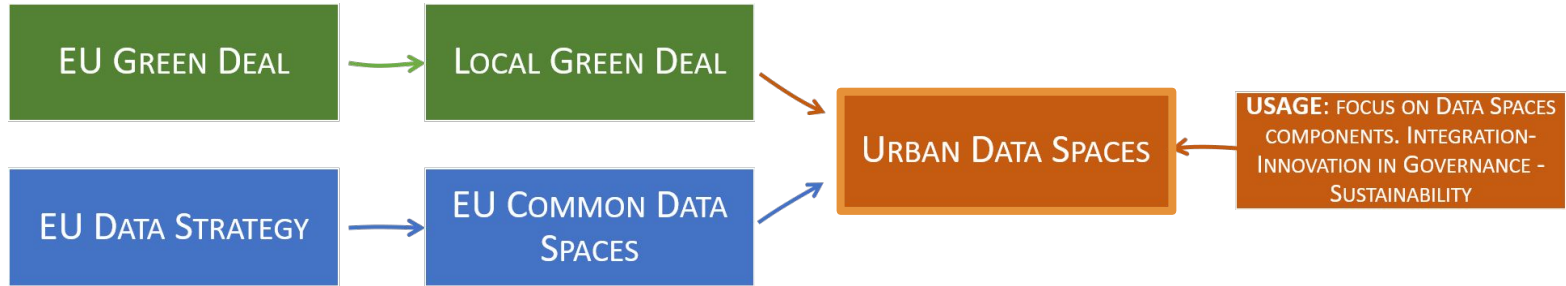 EU GREEN DEAL
LOCAL GREEN DEAL
EU DATA STRATEGY
EU COMMON DATA
SPACES
URBAN DATA SPACES
USAGE: FOCUS ON DATA SPACES
COMPONENTS. INTEGRATION-
INNOVATION IN GOVERNANCE -
SUSTAINABILITY